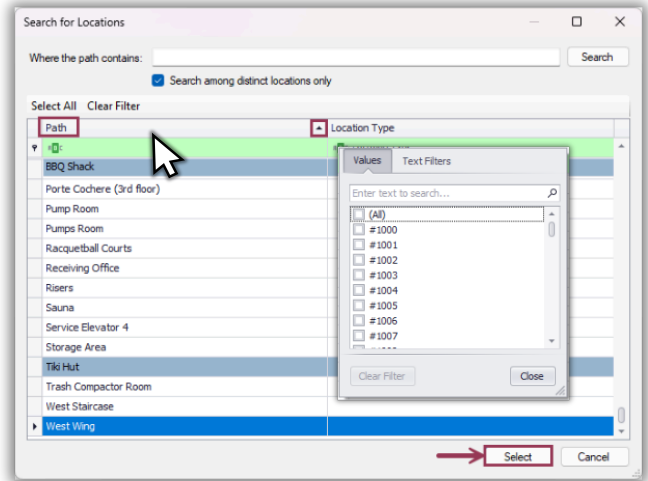 Search for Locations
Where the path contains:
Search
Search among distinct locations only
Select All Clear Filter
Path
Location Type
BBQ Shack
Porte Cochere (3rd floor)
Pump Room
Pumps Room
Racquetball Courts
Receiving Office
Risers
Sauna
Service Elevator 4
Storage Area
Tiki Hut
Trash Compactor Room
West Staircase
West Wing
Values Text Filters
Enter text to search...
(All)
#1000
#1001
#1002
#1003
#1004
#1005
#1006
#1007
Clear Filter
Close
Select
Cancel